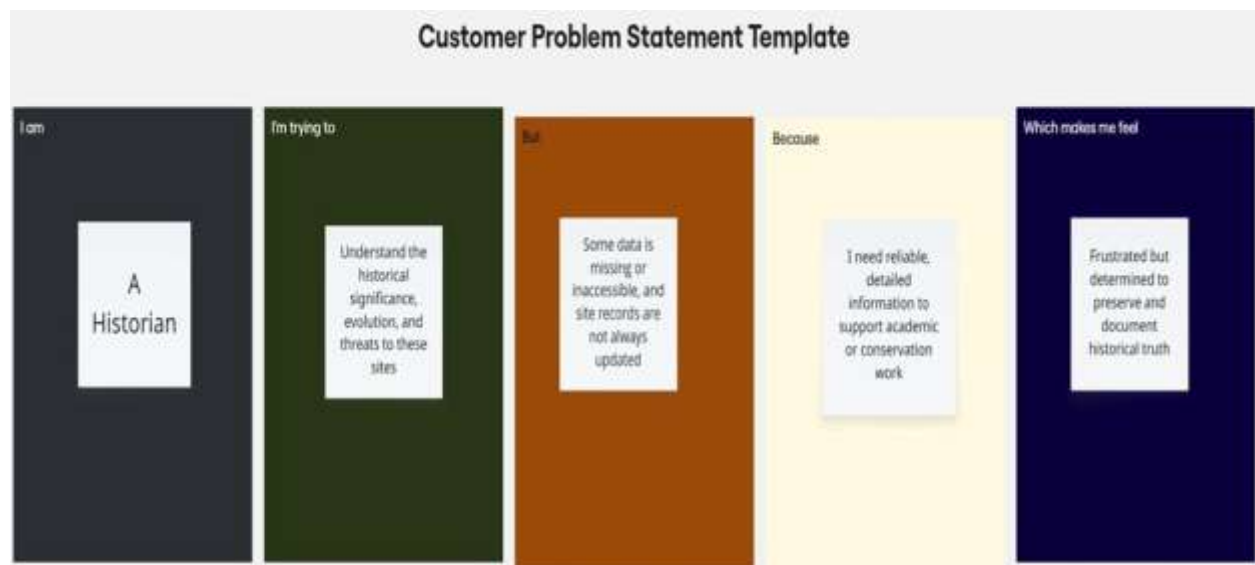 Customer Problem Statement Template
I am
A
Historian
I'm trying to
Understand the
historical
significance,
evolution, and
threats to these
sites
But
Some data is
missing or
inaccessible, and
site records are
not always
updated
Because
I need reliable,
detailed
information to
support academic
or conservation
work
Which makes me feel
Frustrated but
determined to
preserve and
document
historical truth